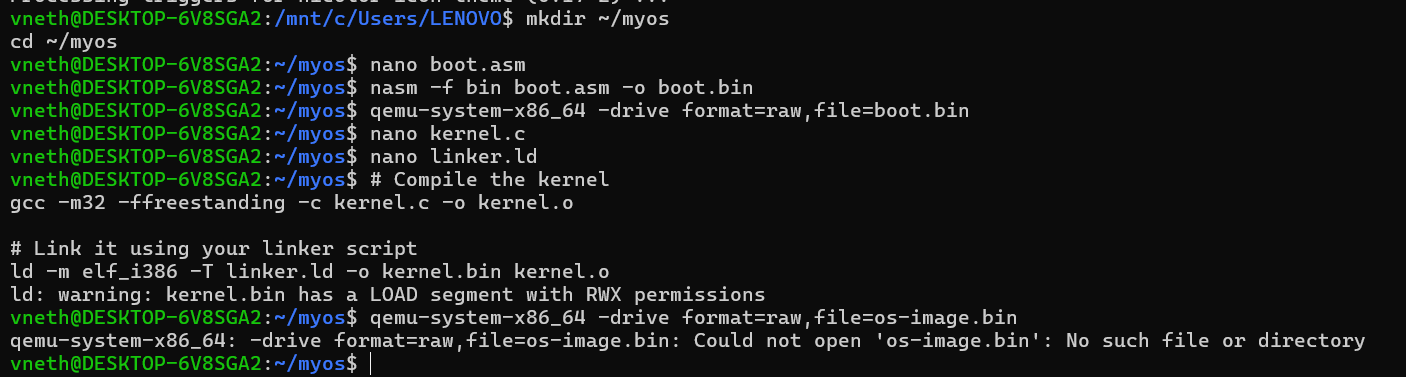 vneth@DESKTOP-6V8SGA2:/mnt/c/Users/LENOVO$ mkdir ~/myos
cd ~/myos
vneth@DESKTOP-6V8SGA2:~/myos$ nano boot.asm
vneth@DESKTOP-6V8SGA2:~/myos$ nasm -f bin boot.asm -o boot.bin
vneth@DESKTOP-6V8SGA2:~/myos$ qemu-system-x86_64 -drive format=raw,file=boot.bin
vneth@DESKTOP-6V8SGA2:~/myos$ nano kernel.c
vneth@DESKTOP-6V8SGA2:~/myos$ nano linker.ld
vneth@DESKTOP-6V8SGA2:~/myos$ # Compile the kernel
gcc -m32 -ffreestanding -c kernel.c -o kernel.o
# Link it using your linker script
ld -m elf_i386 -T linker.ld -o kernel.bin kernel.o
ld: warning: kernel.bin has a LOAD segment with RWX permissions
vneth@DESKTOP-6V8SGA2:~/myos$ qemu-system-x86_64 -drive format=raw,file=os-image.bin
qemu-system-x86_64: -drive format=raw,file=os-image.bin: Could not open 'os-image.bin': No such file or directory
vneth@DESKTOP-6V8SGA2:~/myos$